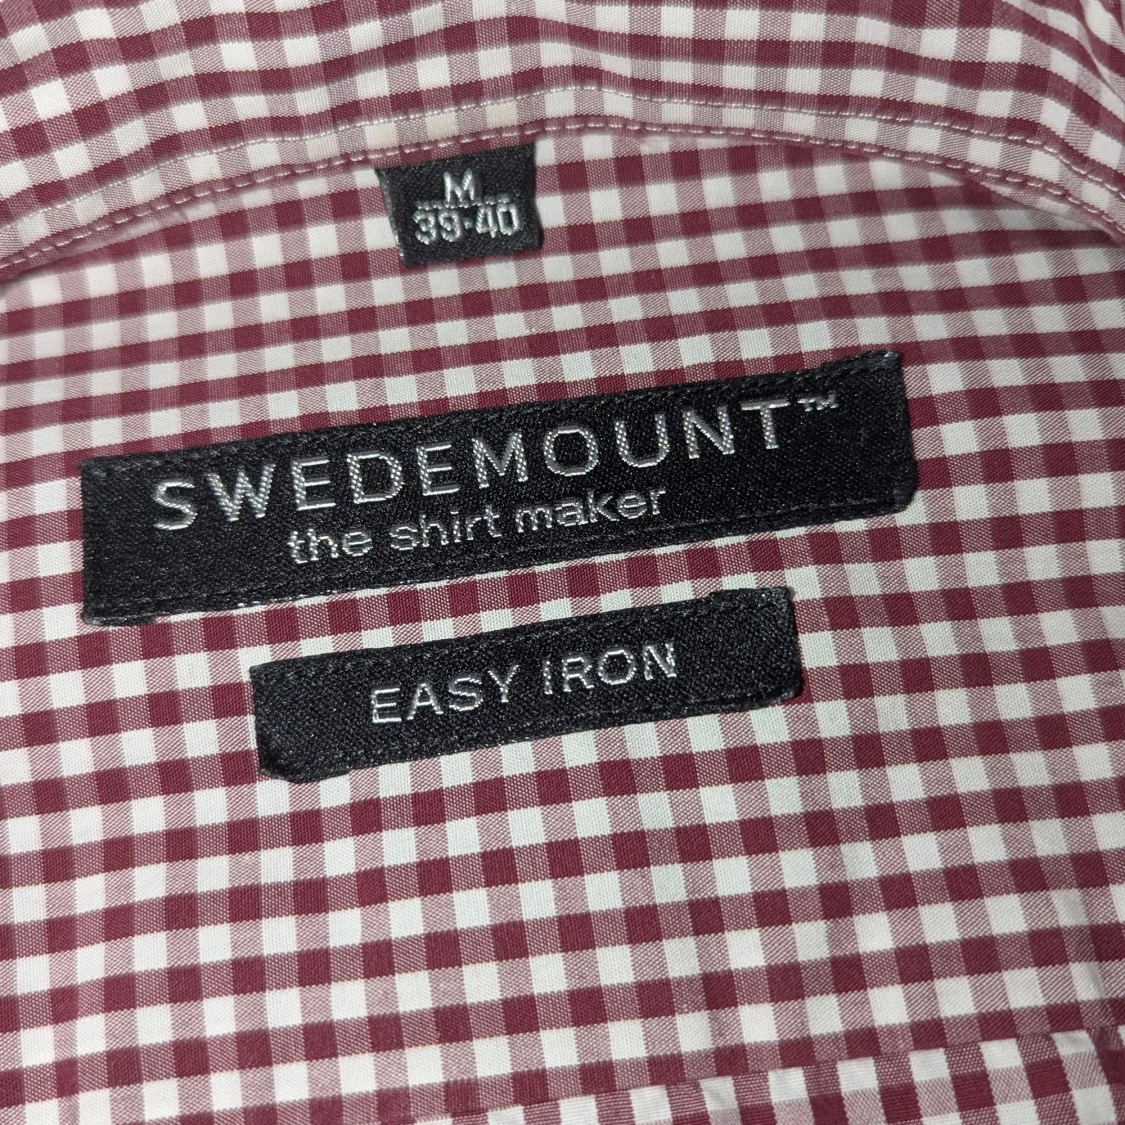 M
39-40
SWEDEMOUNT™
the shirt maker
EASY IRON